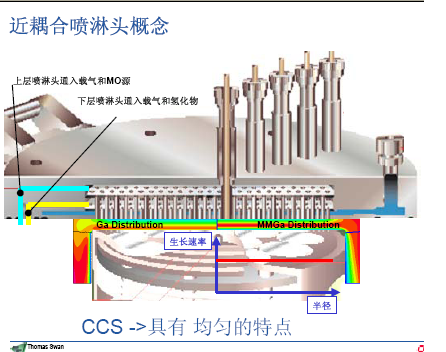 近耦合喷淋头概念
上层喷淋头通入载气和MO源
下层喷淋头通入载气和氢化物
Ga Distribution
MMGa Distribution
生长速率
半径
CCS ->具有 均匀的特点
Thomas Swan